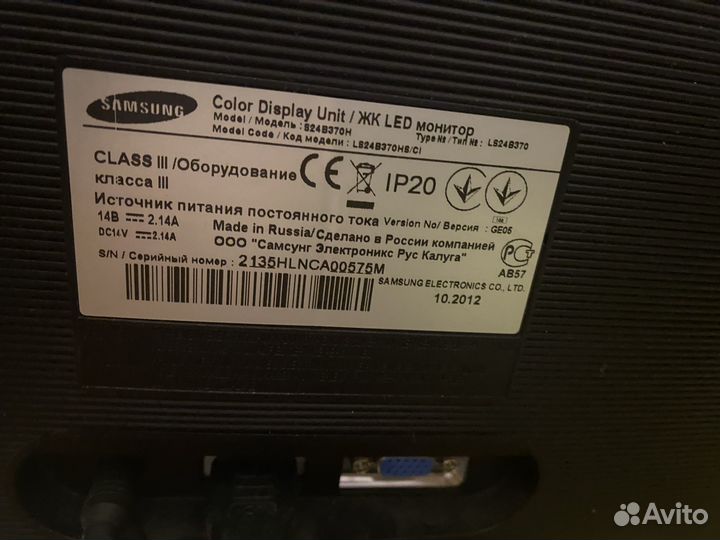 SAMSUNG
Color Display Unit / ЖК LED монитор
Model / Модель : S24B370H
Type № / Тип № : LS24B370
Model Code / Код модели : LS24B370HS/CI
CLASS III /Оборудование
класса III
CE
IP20
Источник питания постоянного тока
Version No/ Версия : GE05
14В 2.14A
DC14V 2.14A
Made in Russia/Сделано в России компанией
ООО "Самсунг Электроникс Рус Калуга"
S/N / Серийный номер : 2135HLNCA00575M
АВ57
SAMSUNG ELECTRONICS CO., LTD.
10.2012
Avito